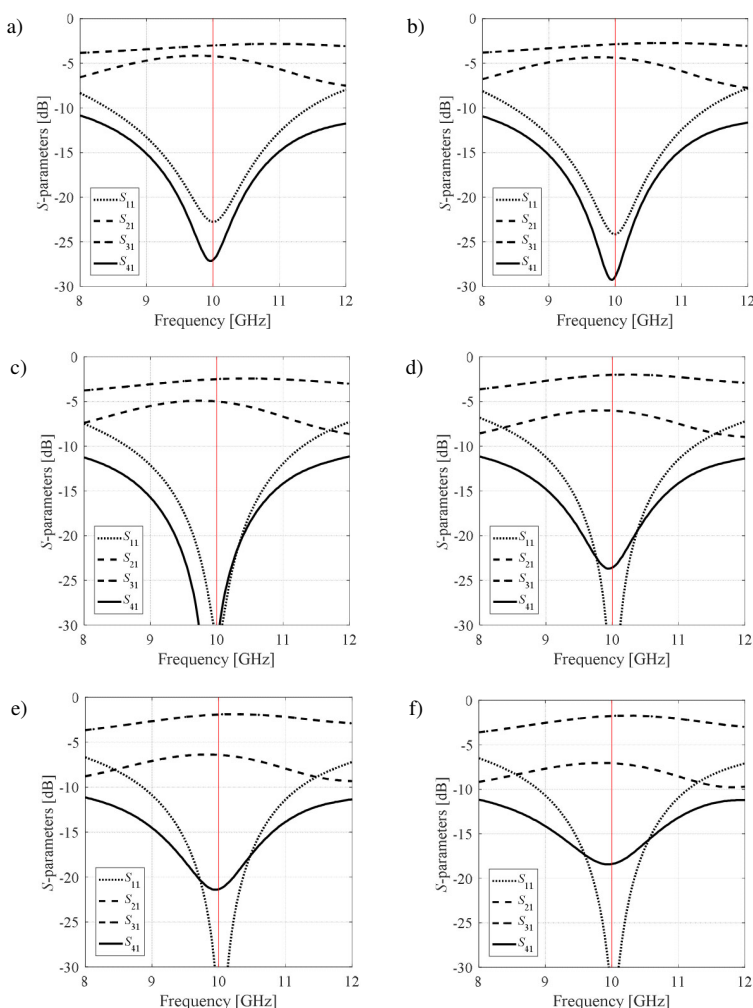 a)
S-parameters [dB]
0
-5
-10
-15
-20
-25
-30
S11
S21
S31
S41
8 9 10 11 12
Frequency [GHz]
b)
S-parameters [dB]
0
-5
-10
-15
-20
-25
-30
S11
S21
S31
S41
8 9 10 11 12
Frequency [GHz]
c)
S-parameters [dB]
0
-5
-10
-15
-20
-25
-30
S11
S21
S31
S41
8 9 10 11 12
Frequency [GHz]
d)
S-parameters [dB]
0
-5
-10
-15
-20
-25
-30
S11
S21
S31
S41
8 9 10 11 12
Frequency [GHz]
e)
S-parameters [dB]
0
-5
-10
-15
-20
-25
-30
S11
S21
S31
S41
8 9 10 11 12
Frequency [GHz]
f)
S-parameters [dB]
0
-5
-10
-15
-20
-25
-30
S11
S21
S31
S41
8 9 10 11 12
Frequency [GHz]